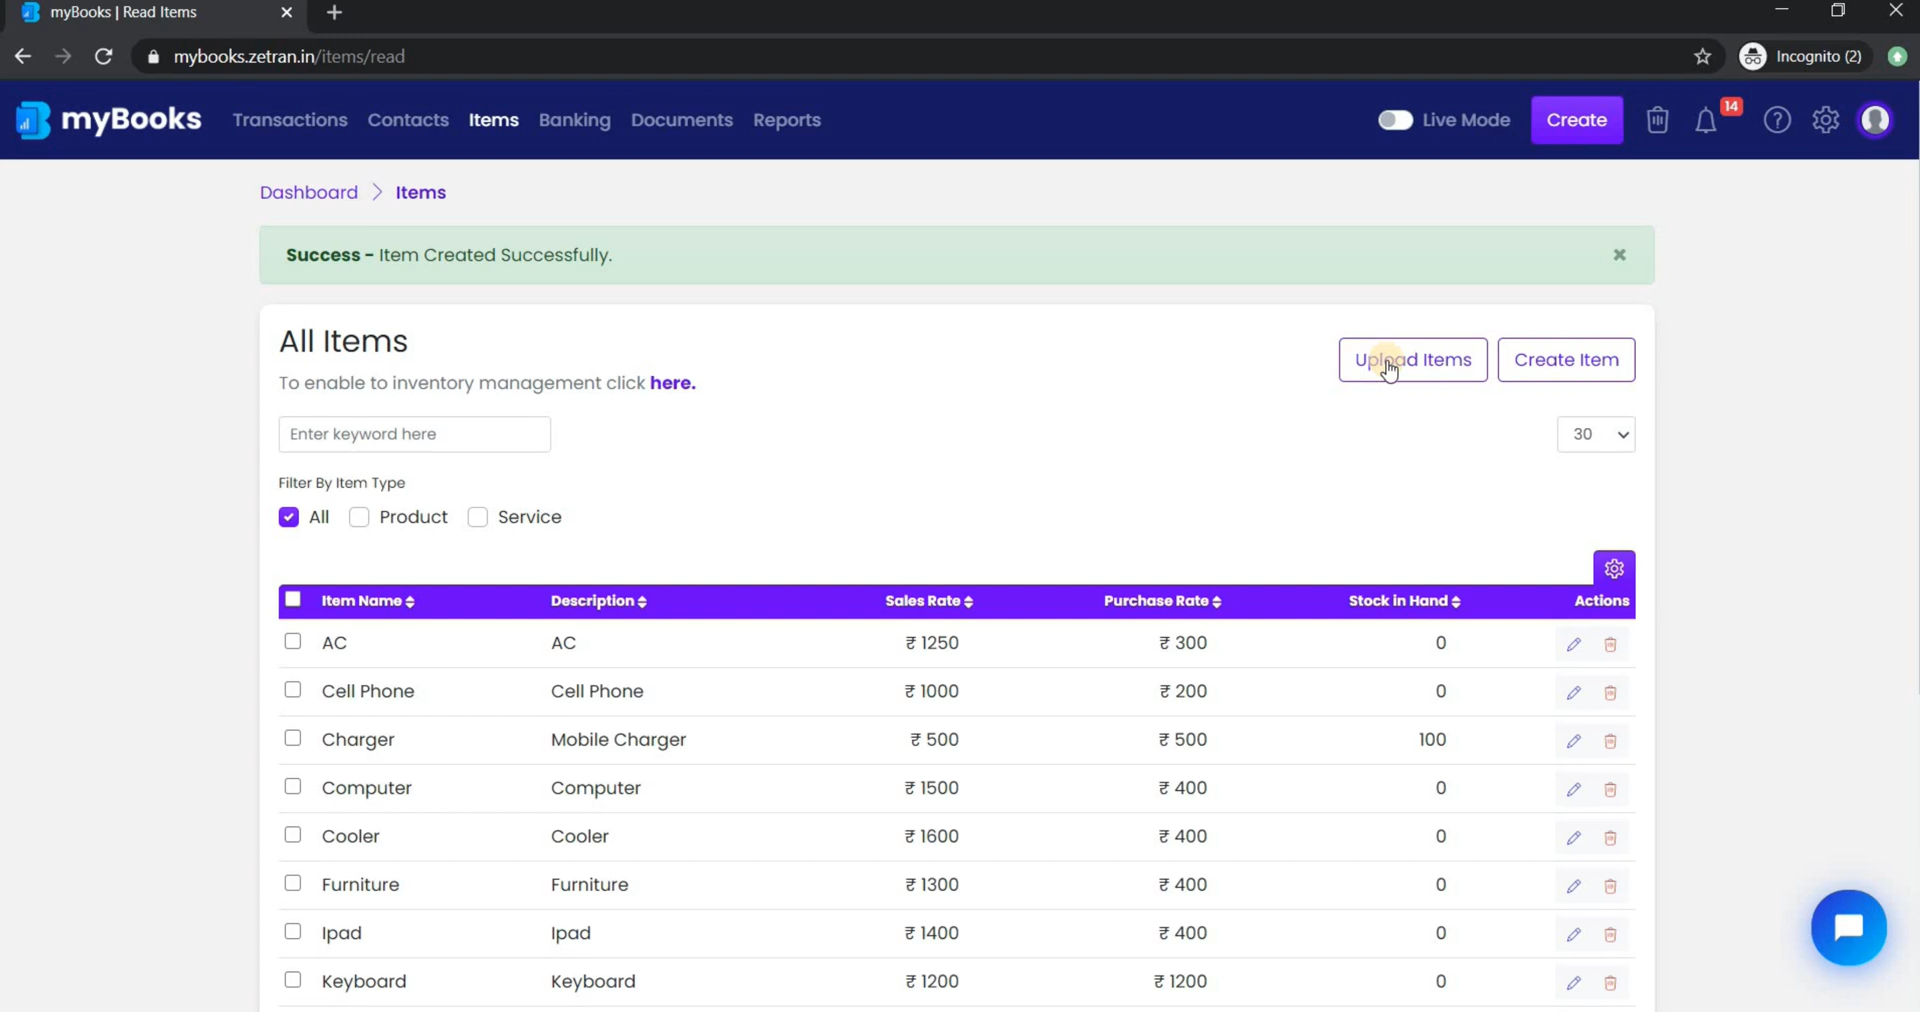 myBooks | Read Items
mybooks.zetran.in/items/read
Incognito (2)
myBooks Transactions Contacts Items Banking Documents Reports Live Mode Create 14
Dashboard > Items
Success - Item Created Successfully.
All Items
Upload Items Create Item
To enable to inventory management click here.
Enter keyword here 30
Filter By Item Type
All Product Service
Item Name Description Sales Rate Purchase Rate Stock in Hand Actions
AC AC ₹ 1250 ₹ 300 0
Cell Phone Cell Phone ₹ 1000 ₹ 200 0
Charger Mobile Charger ₹ 500 ₹ 500 100
Computer Computer ₹ 1500 ₹ 400 0
Cooler Cooler ₹ 1600 ₹ 400 0
Furniture Furniture ₹ 1300 ₹ 400 0
Ipad Ipad ₹ 1400 ₹ 400 0
Keyboard Keyboard ₹ 1200 ₹ 1200 0